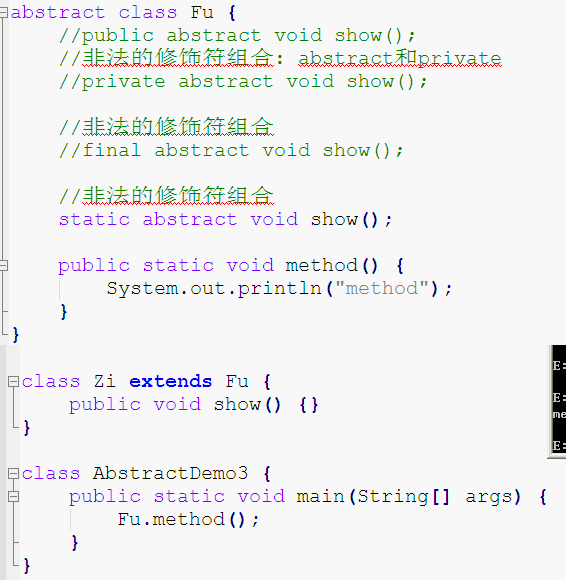 abstract class Fu {
//public abstract void show();
//非法的修饰符组合: abstract和private
//private abstract void show();
//非法的修饰符组合
//final abstract void show();
//非法的修饰符组合
static abstract void show();
public static void method() {
System.out.println("method");
}
}
class Zi extends Fu {
public void show() {}
}
class AbstractDemo3 {
public static void main(String[] args) {
Fu.method();
}
}
E:
E:
me
E: